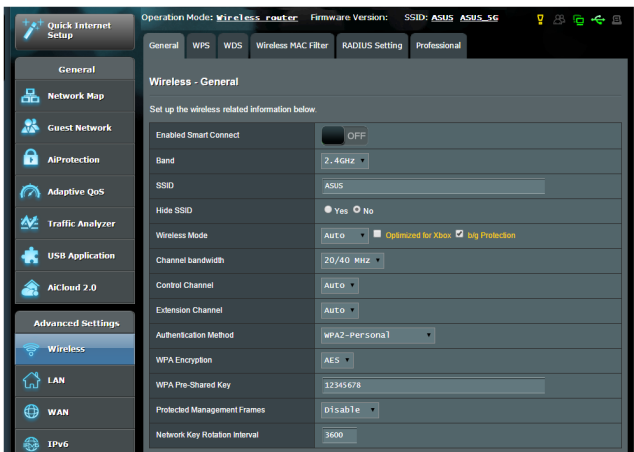 Quick Internet
Setup
Operation Mode: Wireless router Firmware Version: SSID: ASUS ASUS_5G
General WPS WDS Wireless MAC Filter RADIUS Setting Professional
General
Network Map
Guest Network
AiProtection
Adaptive QoS
Traffic Analyzer
USB Application
AiCloud 2.0
Advanced Settings
Wireless
LAN
WAN
IPv6
Wireless - General
Set up the wireless related information below.
Enabled Smart Connect OFF
Band 2.4GHz
SSID ASUS
Hide SSID Yes No
Wireless Mode Auto Optimized for Xbox b/g Protection
Channel bandwidth 20/40 MHz
Control Channel Auto
Extension Channel Auto
Authentication Method WPA2-Personal
WPA Encryption AES
WPA Pre-Shared Key 12345678
Protected Management Frames Disable
Network Key Rotation Interval 3600